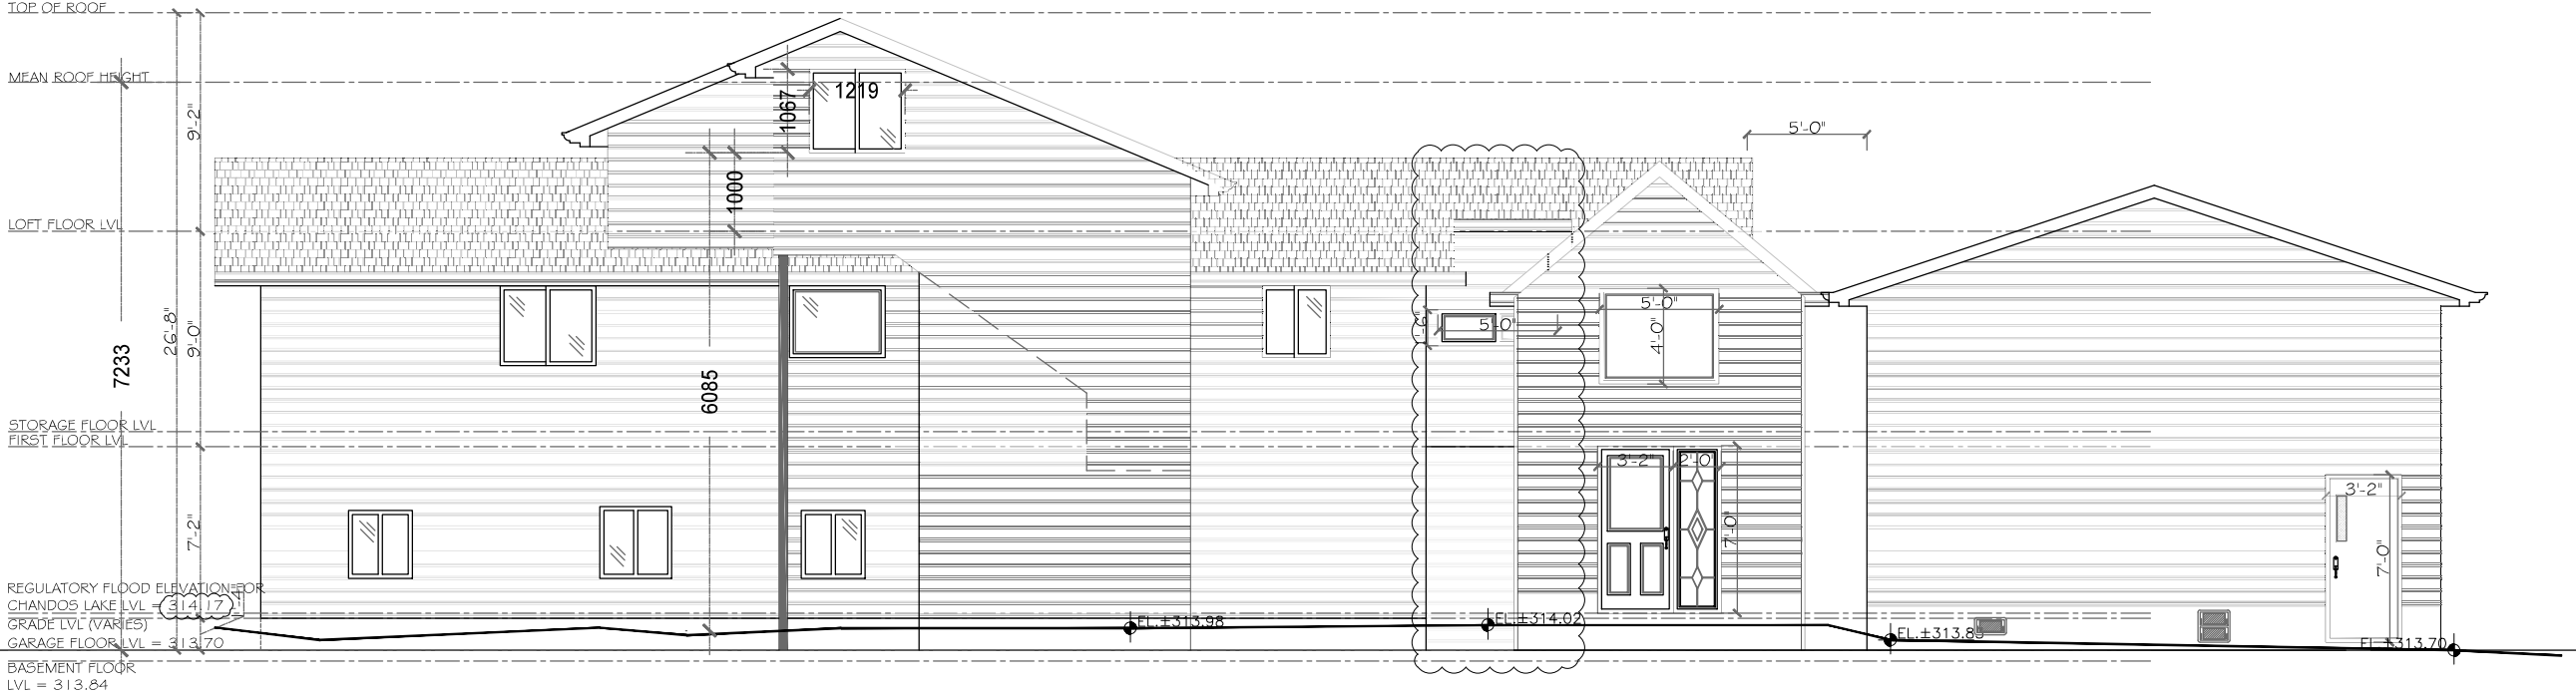 TOP OF ROOF
MEAN ROOF HEIGHT
1219
1067
9'-2"
5'-0"
1000
LOFT FLOOR LVL
5'-0"
5'-0"
4'-0"
26'-8"
9'-0"
7233
6085
STORAGE FLOOR LVL
FIRST FLOOR LVL
3'-2"
2'-0"
3'-2"
7'-2"
7'-0"
7'-0"
REGULATORY FLOOD ELEVATION FOR
CHANDOS LAKE LVL = 314.17
GRADE LVL (VARIES)
EL.±313.98
EL.±314.02
GARAGE FLOOR LVL = 313.70
EL.±313.83
EL.±313.70
BASEMENT FLOOR
LVL = 313.84